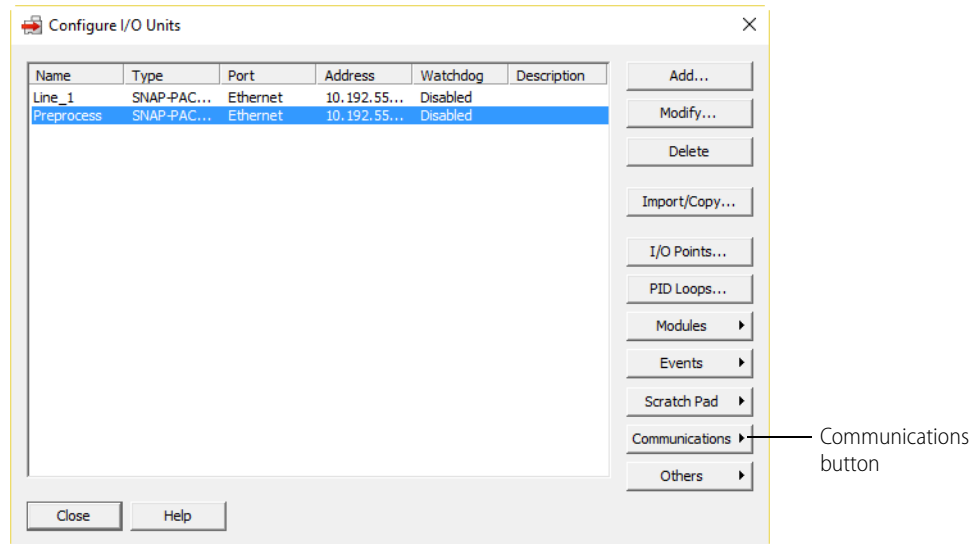 Configure I/O Units
Name Type Port Address Watchdog Description
Line_1 SNAP-PAC... Ethernet 10.192.55... Disabled
Preprocess SNAP-PAC... Ethernet 10.192.55... Disabled
Add...
Modify...
Delete
Import/Copy...
I/O Points...
PID Loops...
Modules
Events
Scratch Pad
Communications
Others
Communications
button
Close Help